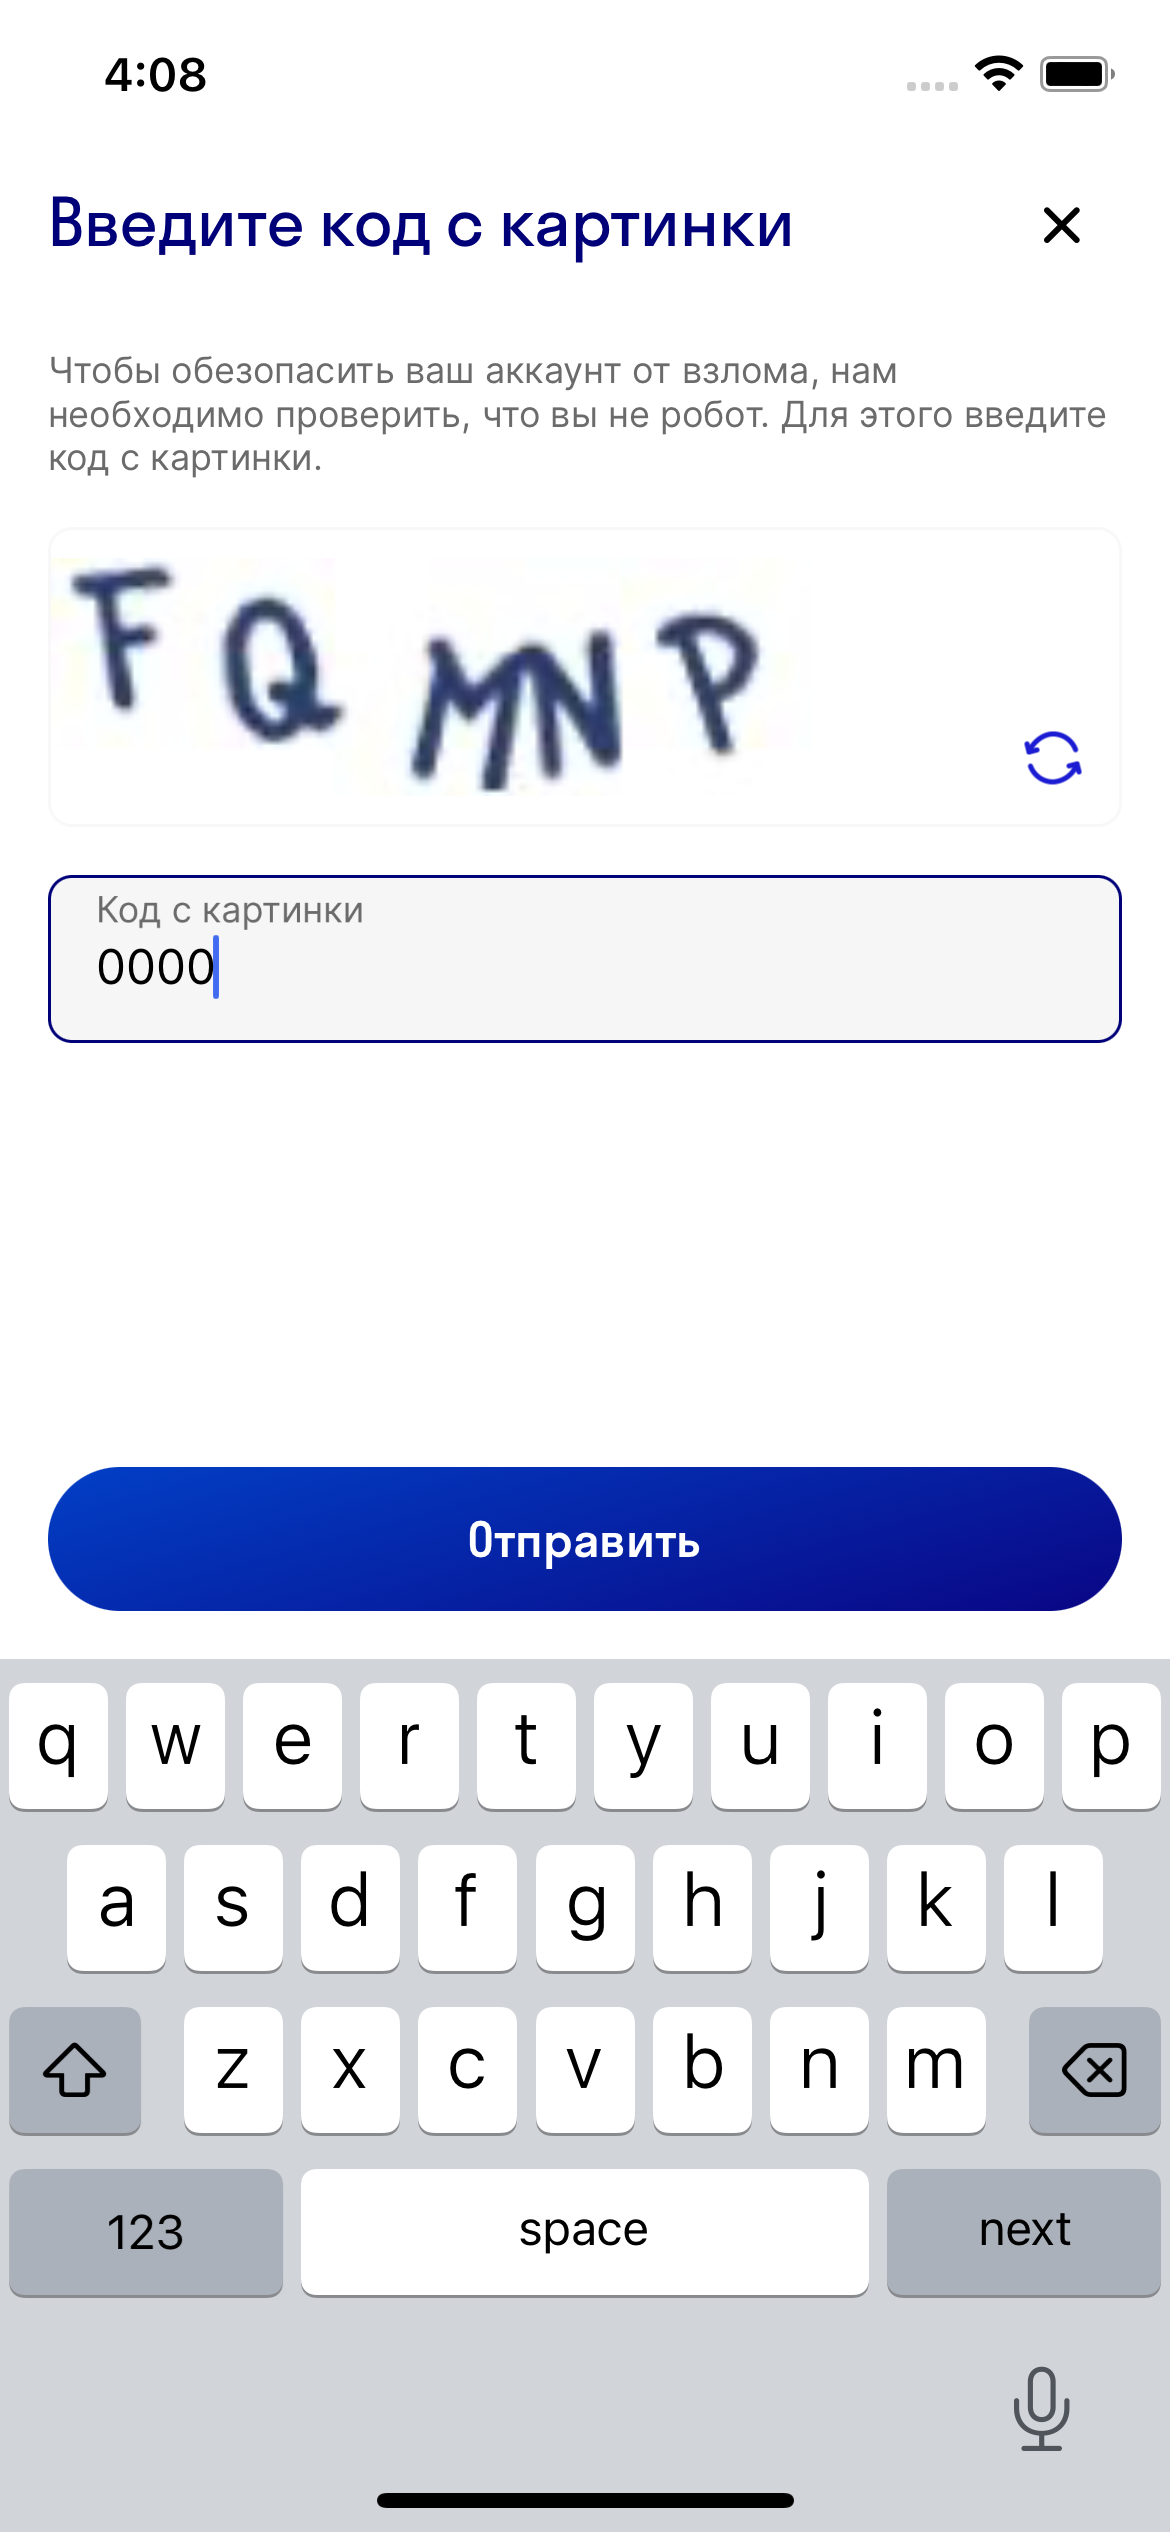 4:08
Введите код с картинки
Чтобы обезопасить ваш аккаунт от взлома, нам
необходимо проверить, что вы не робот. Для этого введите
код с картинки.
F Q M N P
Код с картинки
0000
Отправить
q w e r t y u i o p
a s d f g h j k l
z x c v b n m
123 space next